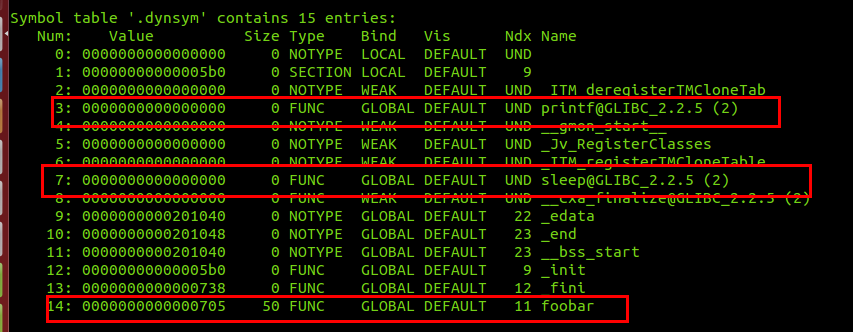 Symbol table '.dynsym' contains 15 entries:
Num: Value Size Type Bind Vis Ndx Name
0: 0000000000000000 0 NOTYPE LOCAL DEFAULT UND
1: 00000000000005b0 0 SECTION LOCAL DEFAULT 9
2: 0000000000000000 0 NOTYPE WEAK DEFAULT UND _ITM_deregisterTMCloneTab
3: 0000000000000000 0 FUNC GLOBAL DEFAULT UND printf@GLIBC_2.2.5 (2)
4: 0000000000000000 0 NOTYPE WEAK DEFAULT UND __gmon_start__
5: 0000000000000000 0 NOTYPE WEAK DEFAULT UND _Jv_RegisterClasses
6: 0000000000000000 0 NOTYPE WEAK DEFAULT UND _ITM_registerTMCloneTable
7: 0000000000000000 0 FUNC GLOBAL DEFAULT UND sleep@GLIBC_2.2.5 (2)
8: 0000000000000000 0 FUNC WEAK DEFAULT UND __cxa_finalize@GLIBC_2.2.5 (2)
9: 0000000000201040 0 NOTYPE GLOBAL DEFAULT 22 _edata
10: 0000000000201048 0 NOTYPE GLOBAL DEFAULT 23 _end
11: 0000000000201040 0 NOTYPE GLOBAL DEFAULT 23 __bss_start
12: 00000000000005b0 0 FUNC GLOBAL DEFAULT 9 _init
13: 0000000000000738 0 FUNC GLOBAL DEFAULT 12 _fini
14: 0000000000000705 50 FUNC GLOBAL DEFAULT 11 foobar